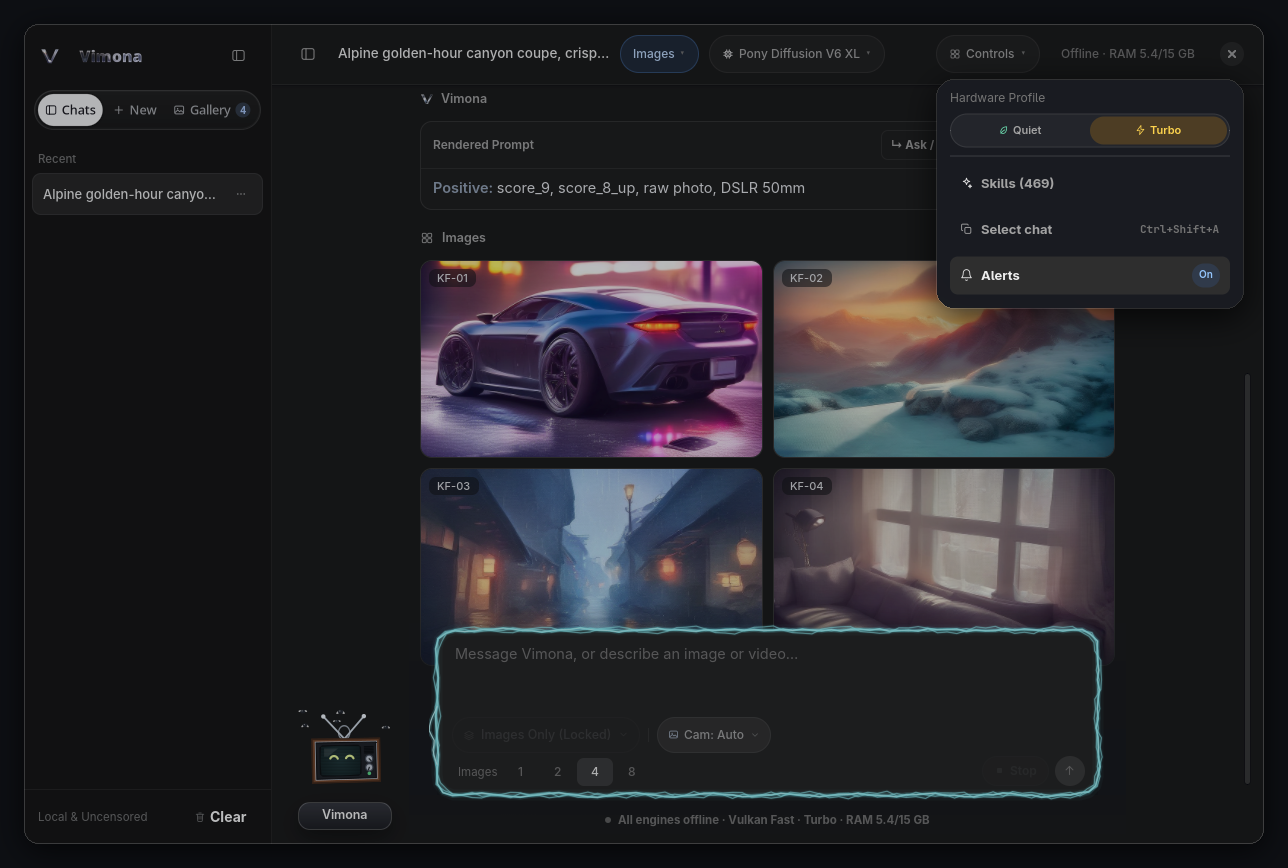 Vimona
Chats
New
Gallery 4
Recent
Alpine golden-hour canyo...
Local & Uncensored
Clear
Alpine golden-hour canyon coupe, crisp...
Images
Pony Diffusion V6 XL
Controls
Offline · RAM 5.4/15 GB
Hardware Profile
Quiet
Turbo
Skills (469)
Select chat
Ctrl+Shift+A
Alerts
On
Vimona
Rendered Prompt
Ask /
Positive: score_9, score_8_up, raw photo, DSLR 50mm
Images
KF-01
KF-02
KF-03
KF-04
Message Vimona, or describe an image or video...
Images Only (Locked)
Cam: Auto
Images 1 2 4 8
Stop
Vimona
All engines offline · Vulkan Fast · Turbo · RAM 5.4/15 GB